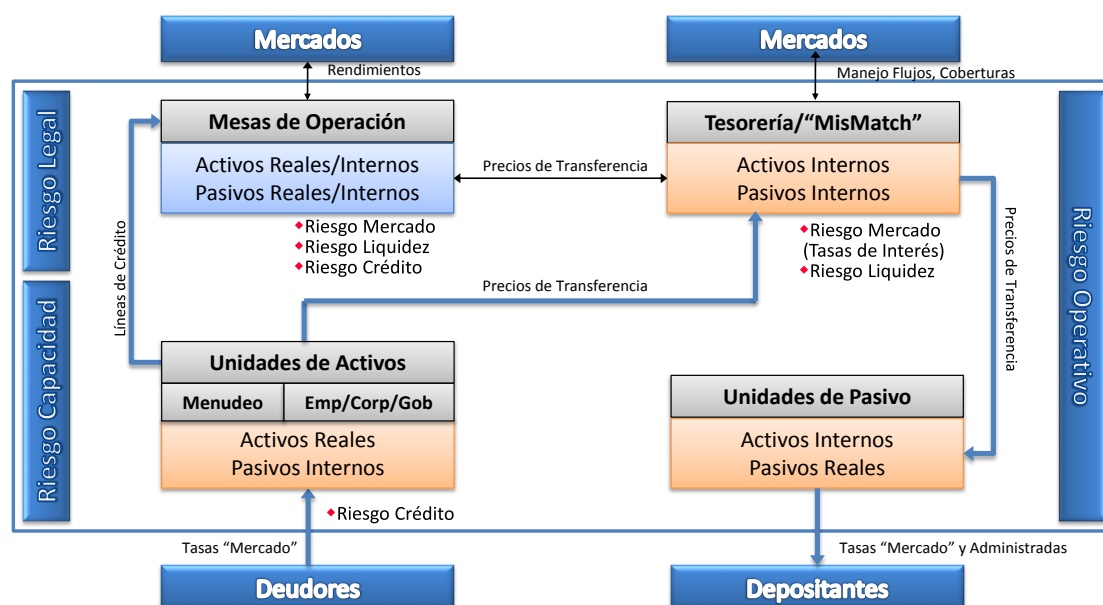 Mercados
Mercados
Rendimientos
Manejo Flujos, Coberturas
Riesgo Legal
Mesas de Operación
Activos Reales/Internos
Pasivos Reales/Internos
Precios de Transferencia
Tesorería/“MisMatch”
Activos Internos
Pasivos Internos
Riesgo Mercado
Riesgo Liquidez
Riesgo Crédito
Riesgo Mercado
(Tasas de Interés)
Riesgo Liquidez
Precios de Transferencia
Riesgo Operativo
Líneas de Crédito
Precios de Transferencia
Riesgo Capacidad
Unidades de Activos
Menudeo
Emp/Corp/Gob
Activos Reales
Pasivos Internos
Unidades de Pasivo
Activos Internos
Pasivos Reales
Riesgo Crédito
Tasas “Mercado”
Tasas “Mercado” y Administradas
Deudores
Depositantes